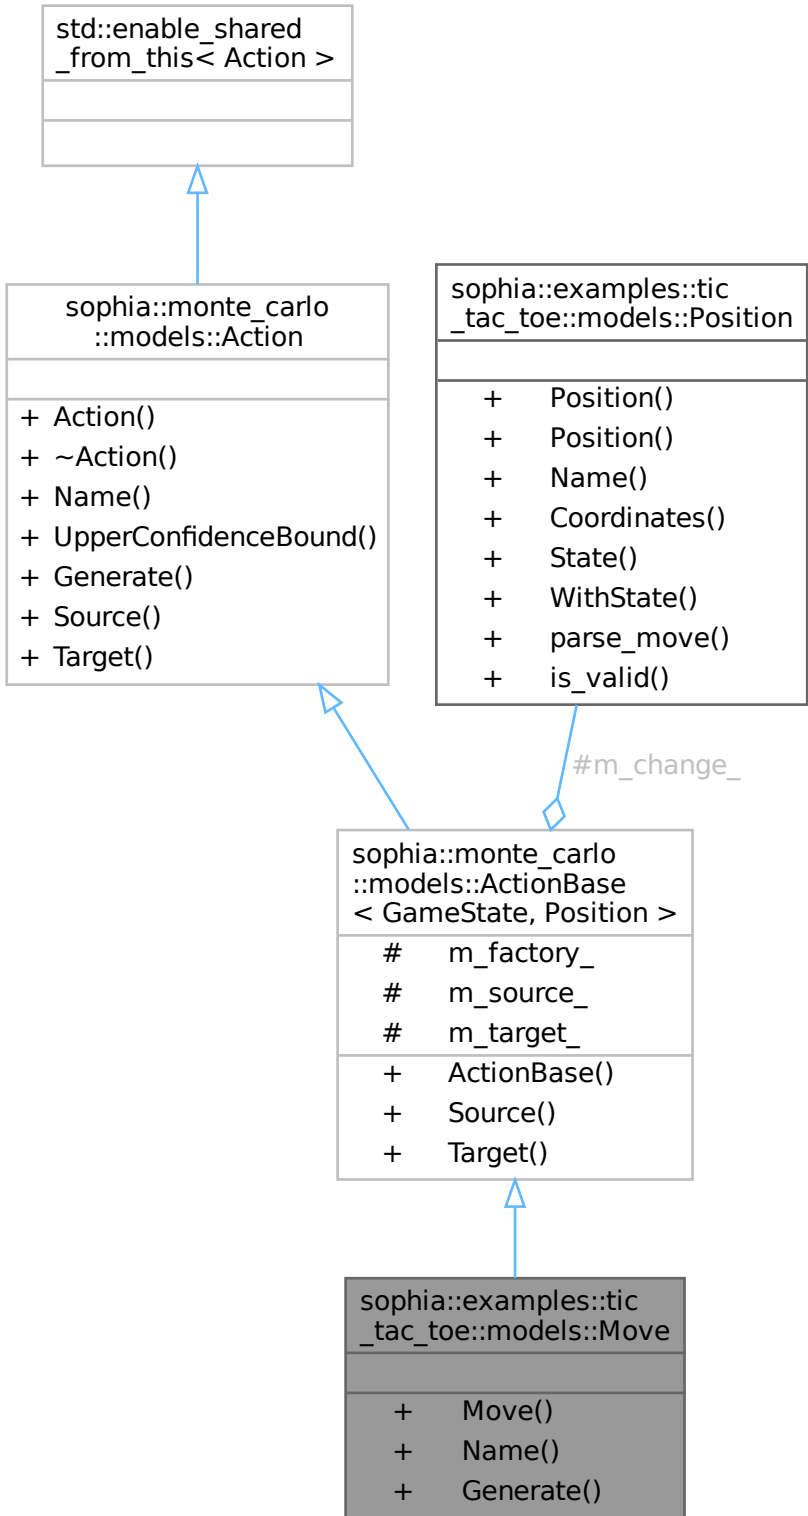 std::enable_shared
_from_this< Action >
sophia::monte_carlo
::models::Action
+ Action()
+ ~Action()
+ Name()
+ UpperConfidenceBound()
+ Generate()
+ Source()
+ Target()
sophia::examples::tic
_tac_toe::models::Position
+ Position()
+ Position()
+ Name()
+ Coordinates()
+ State()
+ WithState()
+ parse_move()
+ is_valid()
#m_change_
sophia::monte_carlo
::models::ActionBase
< GameState, Position >
# m_factory_
# m_source_
# m_target_
+ ActionBase()
+ Source()
+ Target()
sophia::examples::tic
_tac_toe::models::Move
+ Move()
+ Name()
+ Generate()